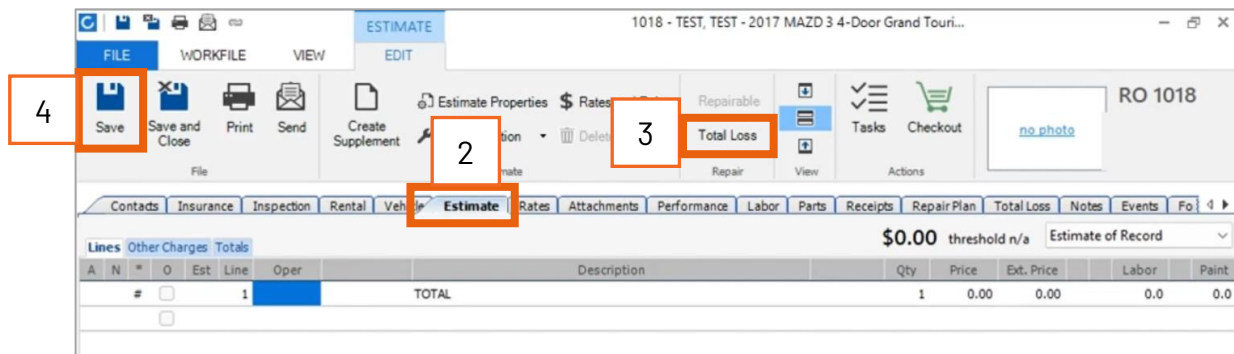 ESTIMATE
1018 - TEST, TEST - 2017 MAZD 3 4-Door Grand Touri...
FILE WORKFILE VIEW EDIT
4
Save
Save and Close
Print
Send
File
Create Supplement
Estimate Properties
$ Rates
Delete
2
3
Repairable
Total Loss
Repair
View
Tasks
Checkout
Actions
no photo
RO 1018
Contacts Insurance Inspection Rental Estimate Rates Attachments Performance Labor Parts Receipts Repair Plan Total Loss Notes Events Fo
$0.00 threshold n/a Estimate of Record
Lines Other Charges Totals
A N * O Est Line Oper Description Qty Price Ext. Price Labor Paint
# 1 TOTAL 1 0.00 0.00 0.0 0.0